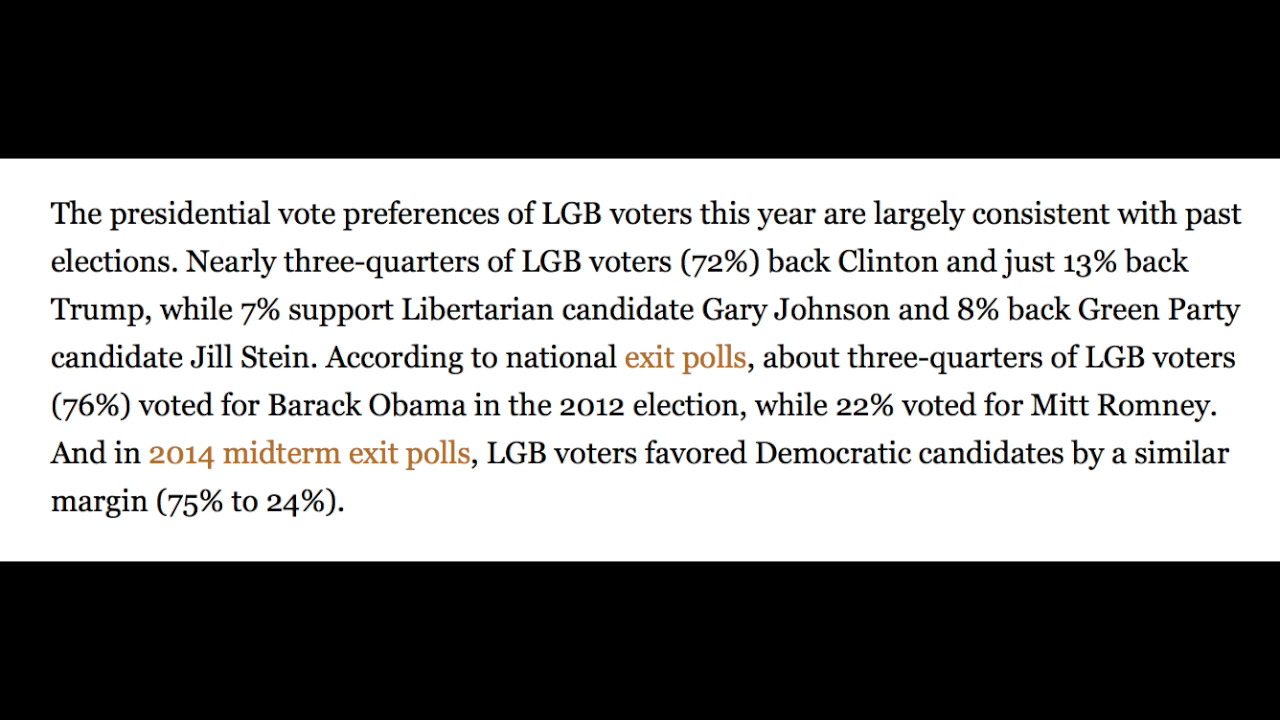 The presidential vote preferences of LGB voters this year are largely consistent with past
elections. Nearly three-quarters of LGB voters (72%) back Clinton and just 13% back
Trump, while 7% support Libertarian candidate Gary Johnson and 8% back Green Party
candidate Jill Stein. According to national exit polls, about three-quarters of LGB voters
(76%) voted for Barack Obama in the 2012 election, while 22% voted for Mitt Romney.
And in 2014 midterm exit polls, LGB voters favored Democratic candidates by a similar
margin (75% to 24%).